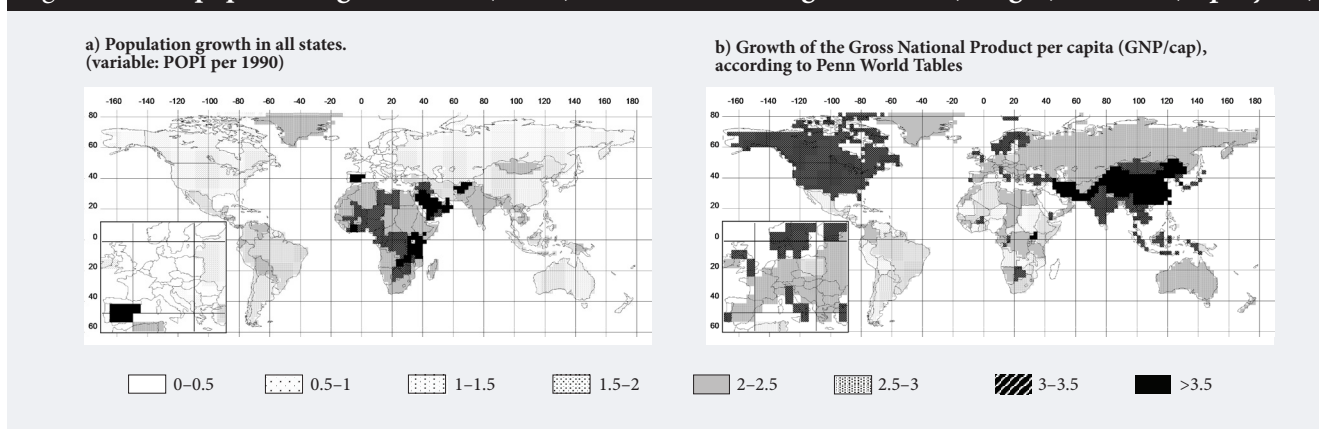 a) Population growth in all states.
(variable: POPI per 1990)
b) Growth of the Gross National Product per capita (GNP/cap),
according to Penn World Tables
-160 -140 -120 -100 -80 -60 -40 -20 0 20 40 60 80 100 120 140 160 180
80
60
40
20
0
20
40
60
-160 -140 -120 -100 -80 -60 -40 -20 0 20 40 60 80 100 120 140 160 180
80
60
40
20
0
20
40
60
0–0.5 0.5–1 1–1.5 1.5–2 2–2.5 2.5–3 3–3.5 >3.5